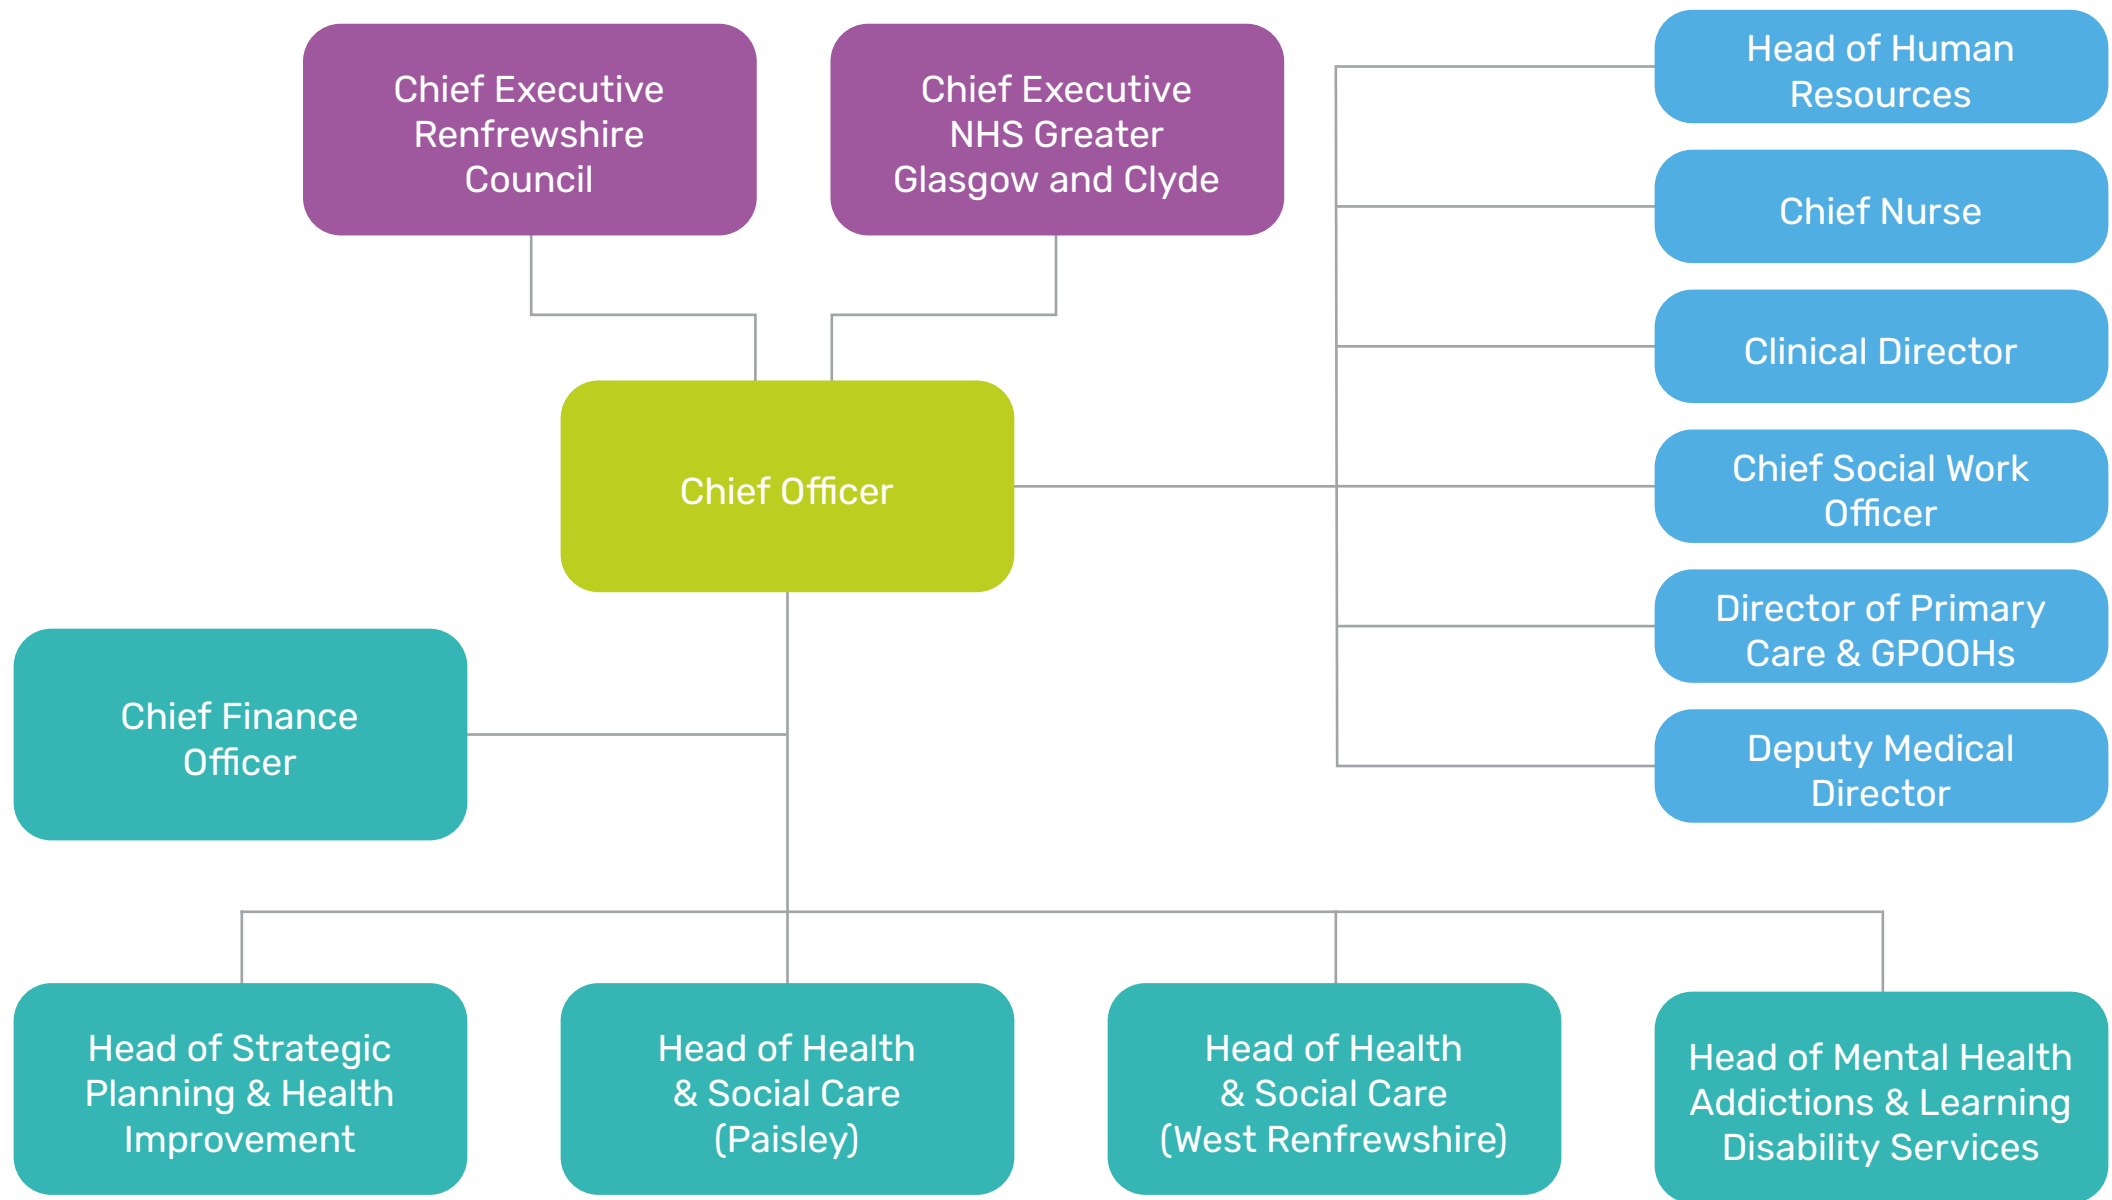 Chief Executive
Renfrewshire
Council
Chief Executive
NHS Greater
Glasgow and Clyde
Head of Human
Resources
Chief Nurse
Clinical Director
Chief Social Work
Officer
Director of Primary
Care & GPOOHs
Deputy Medical
Director
Chief Officer
Chief Finance
Officer
Head of Strategic
Planning & Health
Improvement
Head of Health
& Social Care
(Paisley)
Head of Health
& Social Care
(West Renfrewshire)
Head of Mental Health
Addictions & Learning
Disability Services